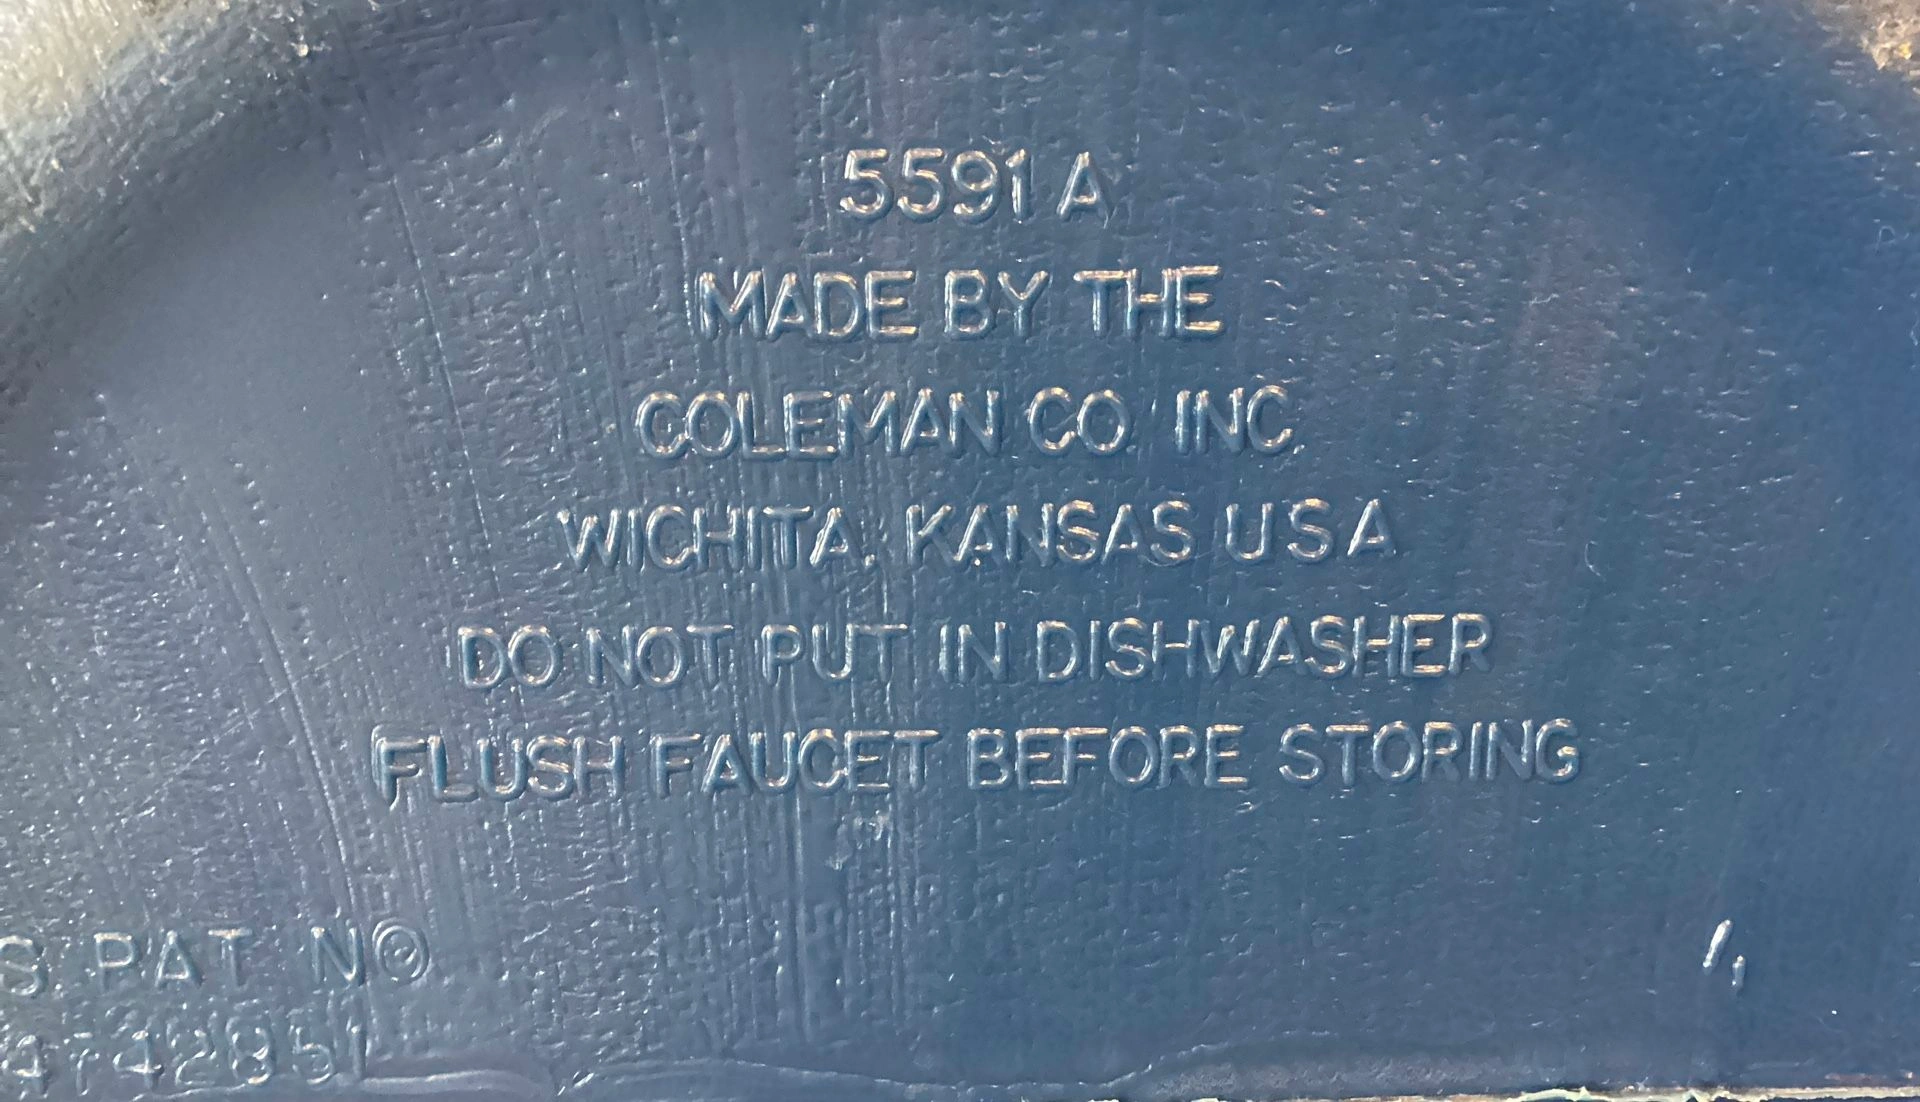 5591 A
MADE BY THE
COLEMAN CO. INC.
WICHITA, KANSAS USA
DO NOT PUT IN DISHWASHER
FLUSH FAUCET BEFORE STORING
S PAT NO
4742851